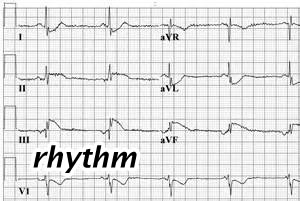 I aVR
II aVL
III aVF
rhythm
V1